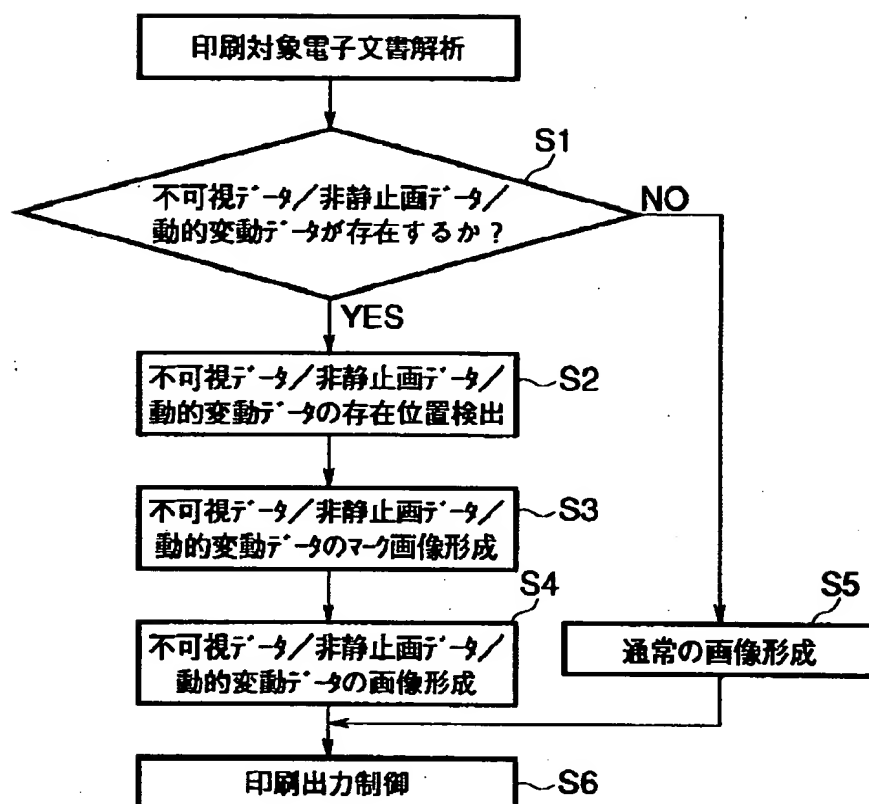 印刷対象電子文書解析
S1
不可視ﾃﾞｰﾀ／非静止画ﾃﾞｰﾀ／
動的変動ﾃﾞｰﾀが存在するか？
NO
YES
不可視ﾃﾞｰﾀ／非静止画ﾃﾞｰﾀ／
動的変動ﾃﾞｰﾀの存在位置検出
S2
不可視ﾃﾞｰﾀ／非静止画ﾃﾞｰﾀ／
動的変動ﾃﾞｰﾀのﾏｰｸ画像形成
S3
S4
不可視ﾃﾞｰﾀ／非静止画ﾃﾞｰﾀ／
動的変動ﾃﾞｰﾀの画像形成
S5
通常の画像形成
印刷出力制御
S6